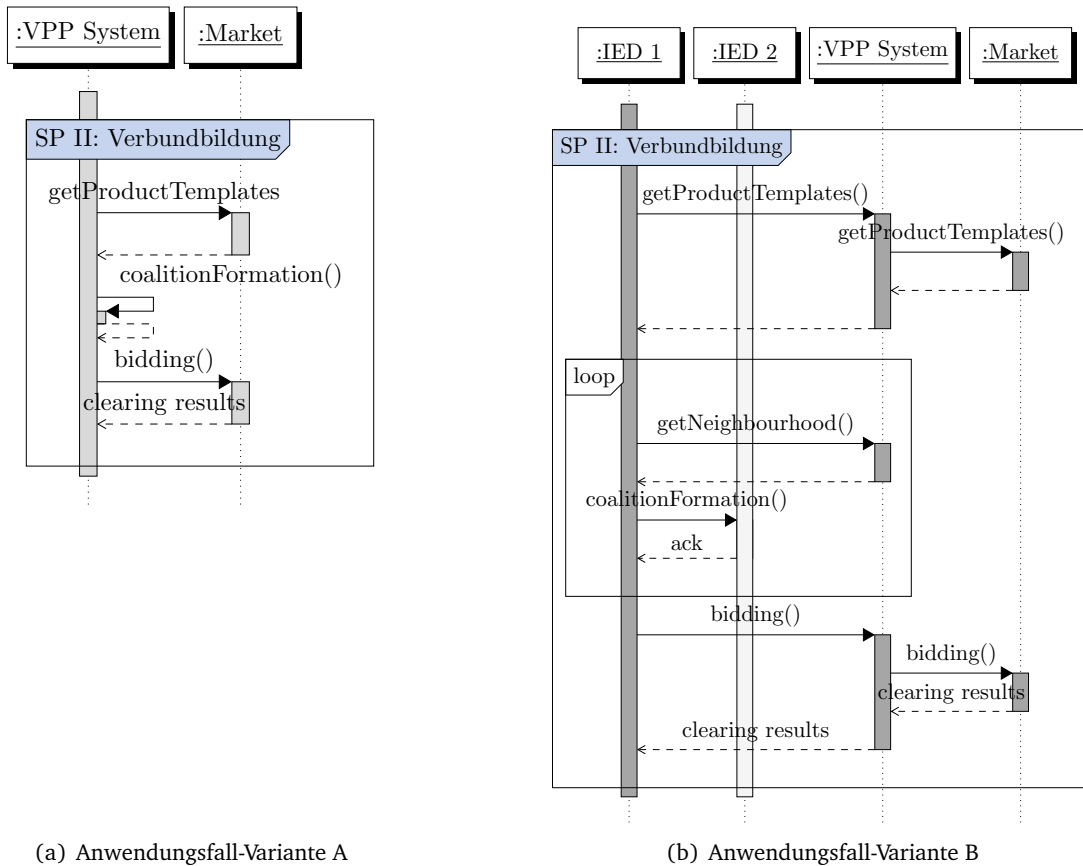 :VPP System
:Market
SP II: Verbundbildung
getProductTemplates
coalitionFormation()
bidding()
clearing results
(a) Anwendungsfall-Variante A
:IED 1
:IED 2
:VPP System
:Market
SP II: Verbundbildung
getProductTemplates()
getProductTemplates()
loop
getNeighbourhood()
coalitionFormation()
ack
bidding()
bidding()
clearing results
clearing results
(b) Anwendungsfall-Variante B